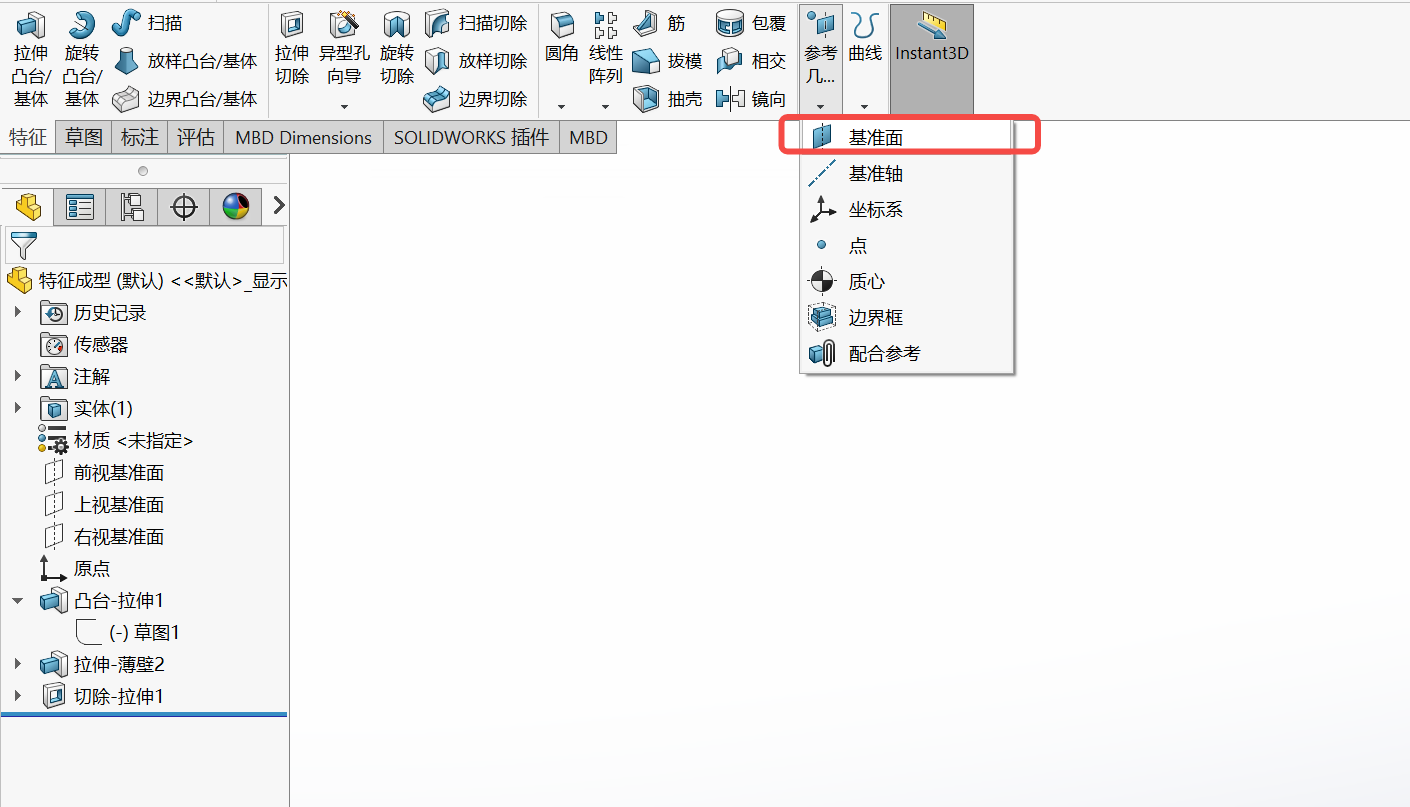 拉伸
凸台/
基体
旋转
凸台/
基体
扫描
放样凸台/基体
边界凸台/基体
拉伸
切除
异型孔
向导
旋转
切除
扫描切除
放样切除
边界切除
圆角
线性
阵列
筋
拔模
抽壳
包覆
相交
镜向
参考
几...
曲线
Instant3D
特征
草图
标注
评估
MBD Dimensions
SOLIDWORKS 插件
MBD
基准面
基准轴
坐标系
点
质心
边界框
配合参考
特征成型 (默认) <<默认>_显示
历史记录
传感器
注解
实体(1)
材质 <未指定>
前视基准面
上视基准面
右视基准面
原点
凸台-拉伸1
(-) 草图1
拉伸-薄壁2
切除-拉伸1